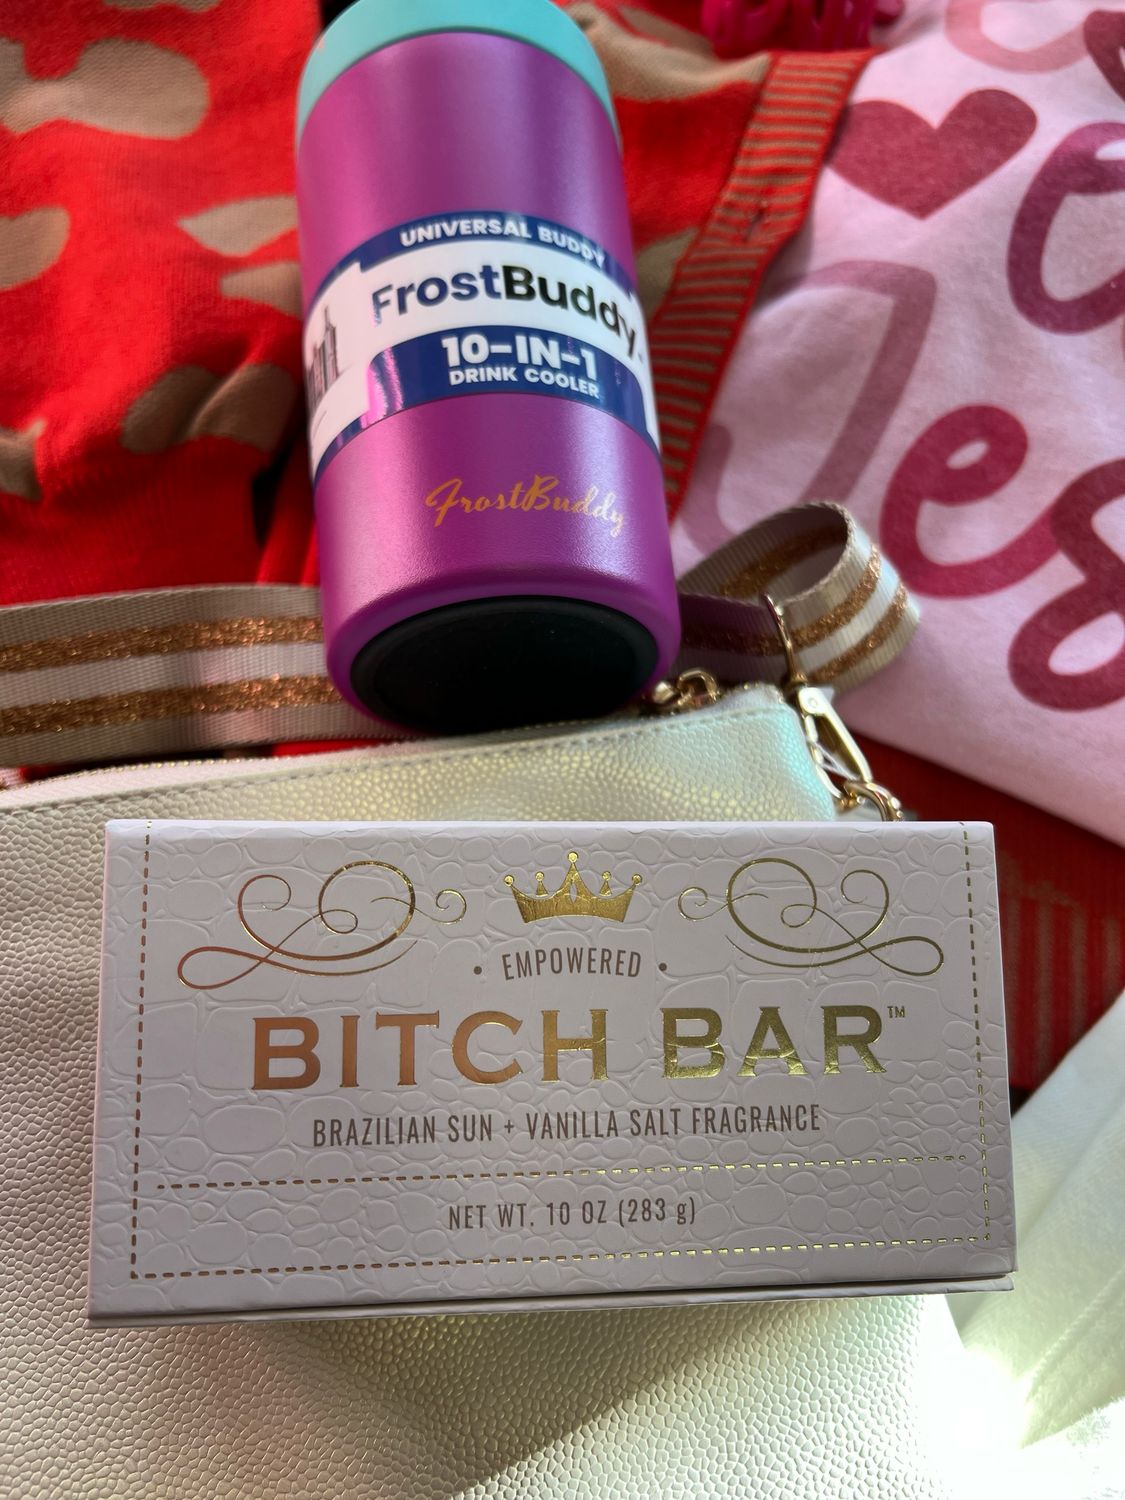 UNIVERSAL BUDDY
FrostBuddy
10-IN-1
DRINK COOLER
FrostBuddy
EMPOWERED
BITCH BAR™
BRAZILIAN SUN + VANILLA SALT FRAGRANCE
NET WT. 10 OZ (283 g)